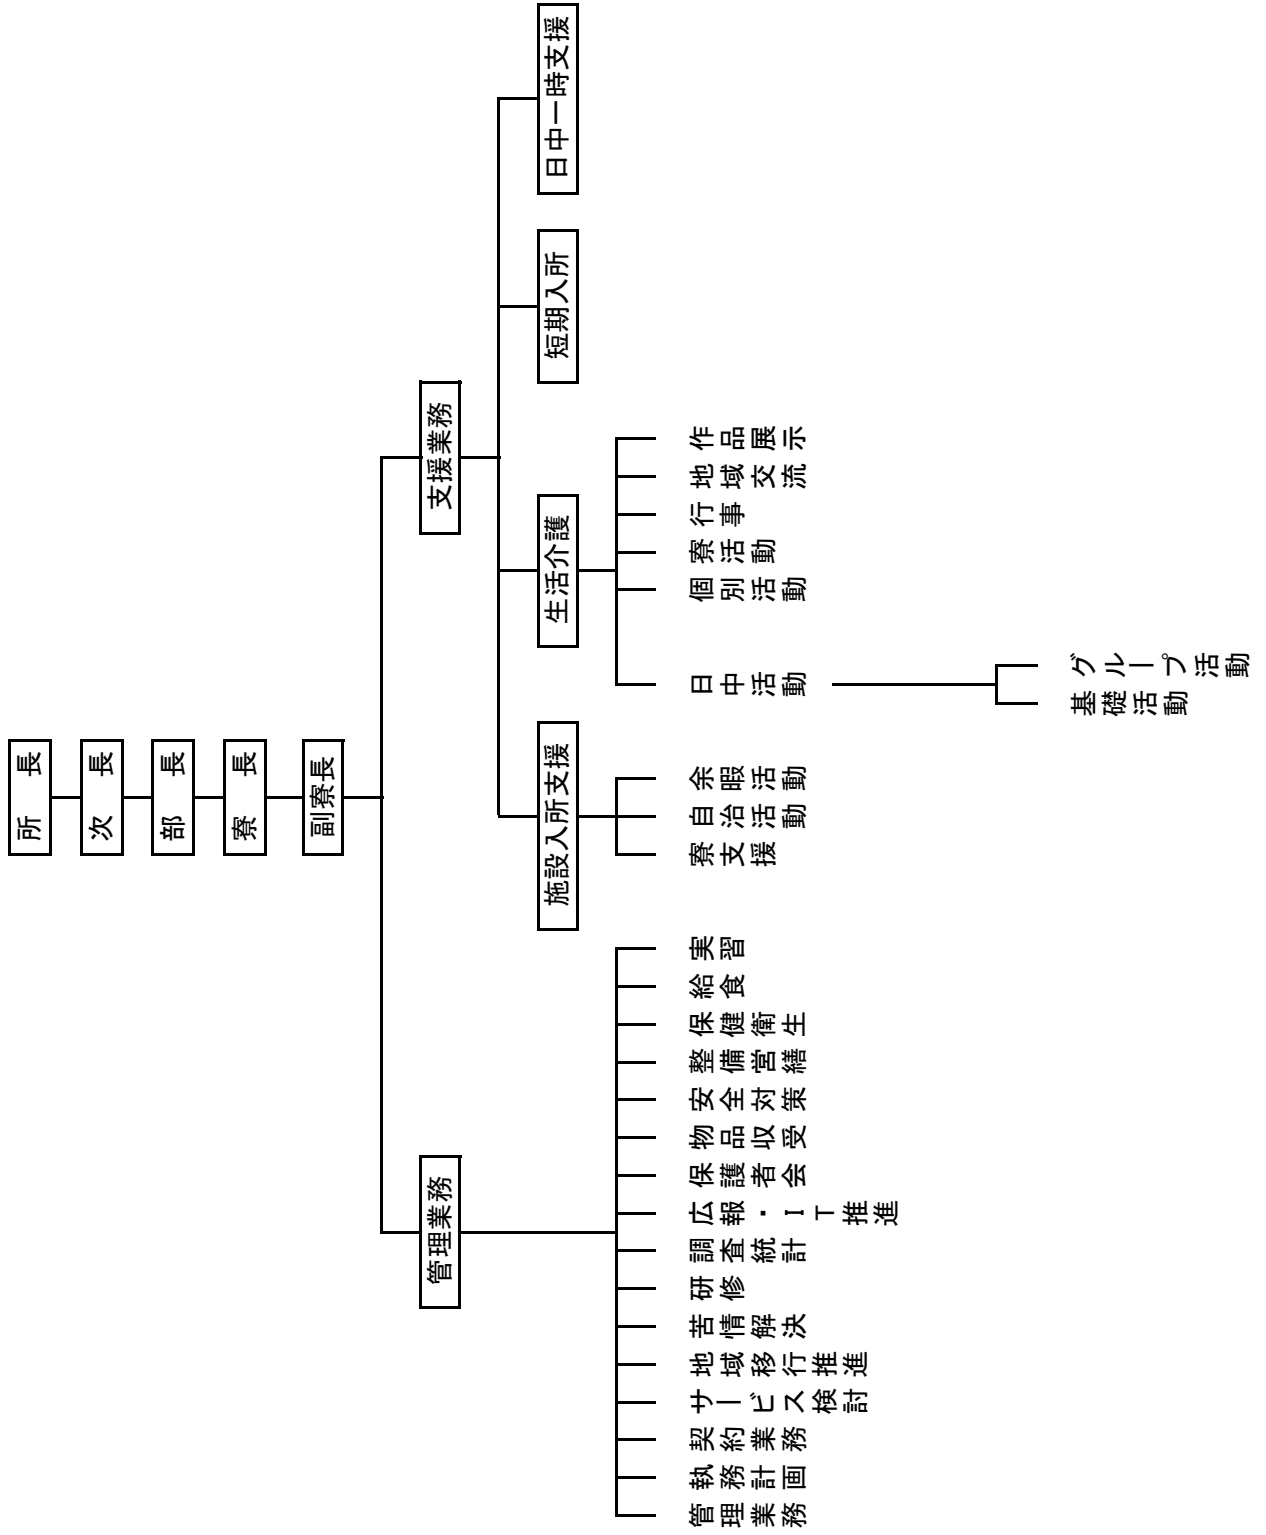 所長
次長
部長
寮長
副寮長
管理業務
支援業務
施設入所支援
生活介護
短期入所
日中一時支援
管理業務
執務計画
契約業務
サービス検討
地域移行推進
苦情解決
研修
調査統計
広報・IT推進
保護者会
物品収受
安全対策
整備営繕
保健衛生
給食
実習
寮支援
自治活動
余暇活動
日中活動
個別活動
寮活動
行事
地域交流
作品展示
基礎活動
グループ活動